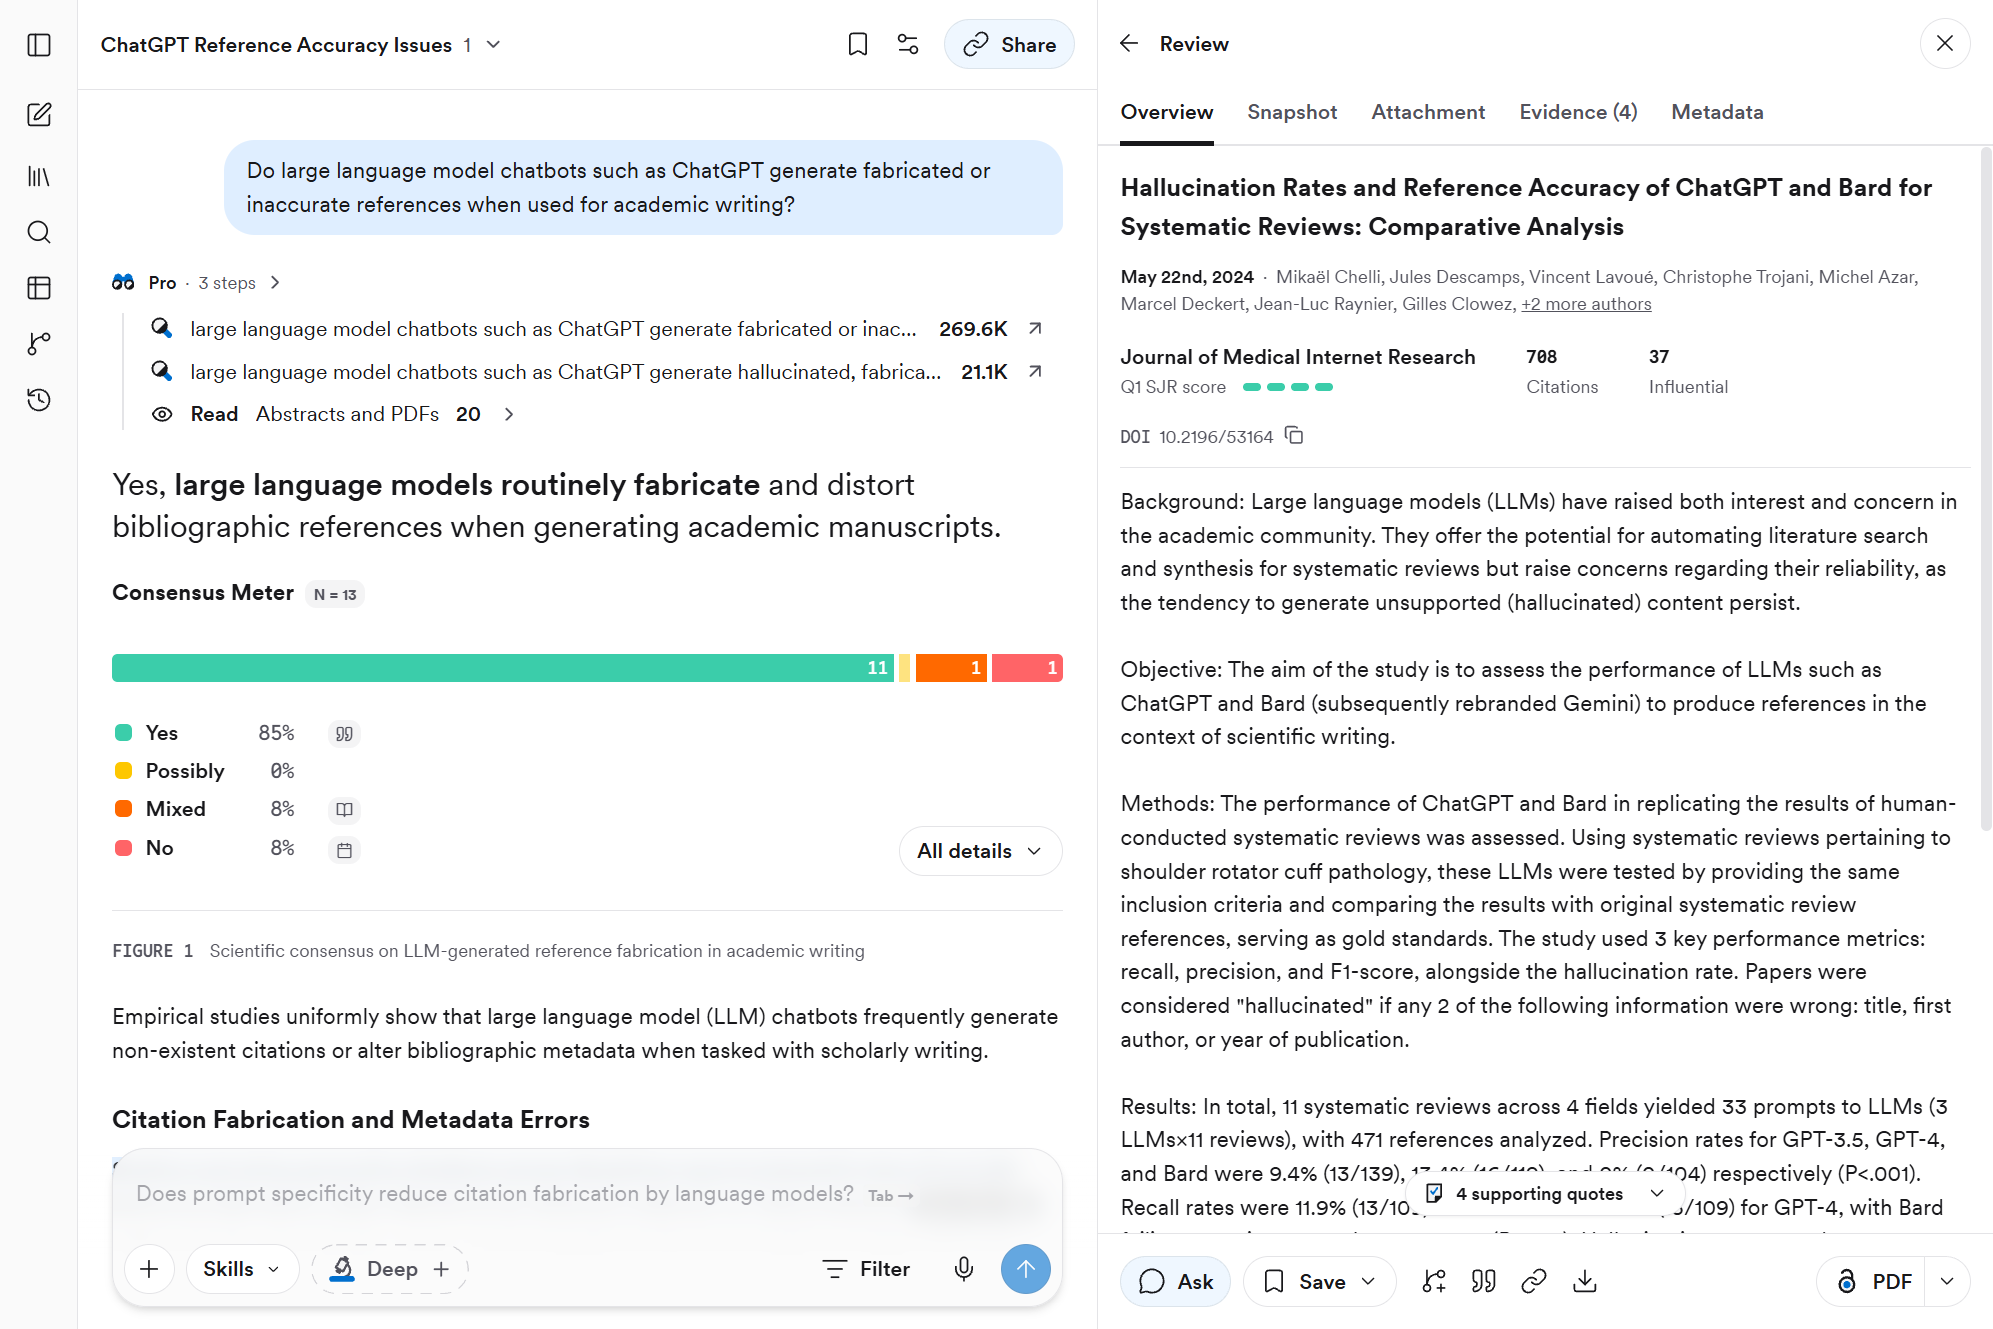 ChatGPT Reference Accuracy Issues 1
Share
Do large language model chatbots such as ChatGPT generate fabricated or
inaccurate references when used for academic writing?
Pro · 3 steps
large language model chatbots such as ChatGPT generate fabricated or inac... 269.6K
large language model chatbots such as ChatGPT generate hallucinated, fabrica... 21.1K
Read Abstracts and PDFs 20
Yes, large language models routinely fabricate and distort
bibliographic references when generating academic manuscripts.
Consensus Meter N = 13
11 1 1
Yes 85%
Possibly 0%
Mixed 8%
No 8%
All details
FIGURE 1 Scientific consensus on LLM-generated reference fabrication in academic writing
Empirical studies uniformly show that large language model (LLM) chatbots frequently generate
non-existent citations or alter bibliographic metadata when tasked with scholarly writing.
Citation Fabrication and Metadata Errors
Does prompt specificity reduce citation fabrication by language models? Tab →
Skills
Deep
Filter
Review
Overview Snapshot Attachment Evidence (4) Metadata
Hallucination Rates and Reference Accuracy of ChatGPT and Bard for
Systematic Reviews: Comparative Analysis
May 22nd, 2024 · Mikaël Chelli, Jules Descamps, Vincent Lavoué, Christophe Trojani, Michel Azar,
Marcel Deckert, Jean-Luc Raynier, Gilles Clowez, +2 more authors
Journal of Medical Internet Research 708 37
Q1 SJR score Citations Influential
DOI 10.2196/53164
Background: Large language models (LLMs) have raised both interest and concern in
the academic community. They offer the potential for automating literature search
and synthesis for systematic reviews but raise concerns regarding their reliability, as
the tendency to generate unsupported (hallucinated) content persist.
Objective: The aim of the study is to assess the performance of LLMs such as
ChatGPT and Bard (subsequently rebranded Gemini) to produce references in the
context of scientific writing.
Methods: The performance of ChatGPT and Bard in replicating the results of human-
conducted systematic reviews was assessed. Using systematic reviews pertaining to
shoulder rotator cuff pathology, these LLMs were tested by providing the same
inclusion criteria and comparing the results with original systematic review
references, serving as gold standards. The study used 3 key performance metrics:
recall, precision, and F1-score, alongside the hallucination rate. Papers were
considered "hallucinated" if any 2 of the following information were wrong: title, first
author, or year of publication.
Results: In total, 11 systematic reviews across 4 fields yielded 33 prompts to LLMs (3
LLMs×11 reviews), with 471 references analyzed. Precision rates for GPT-3.5, GPT-4,
and Bard were 9.4% (13/139), respectively (P<.001).
Recall rates were 11.9% /109) for GPT-4, with Bard
4 supporting quotes
Ask
Save
PDF